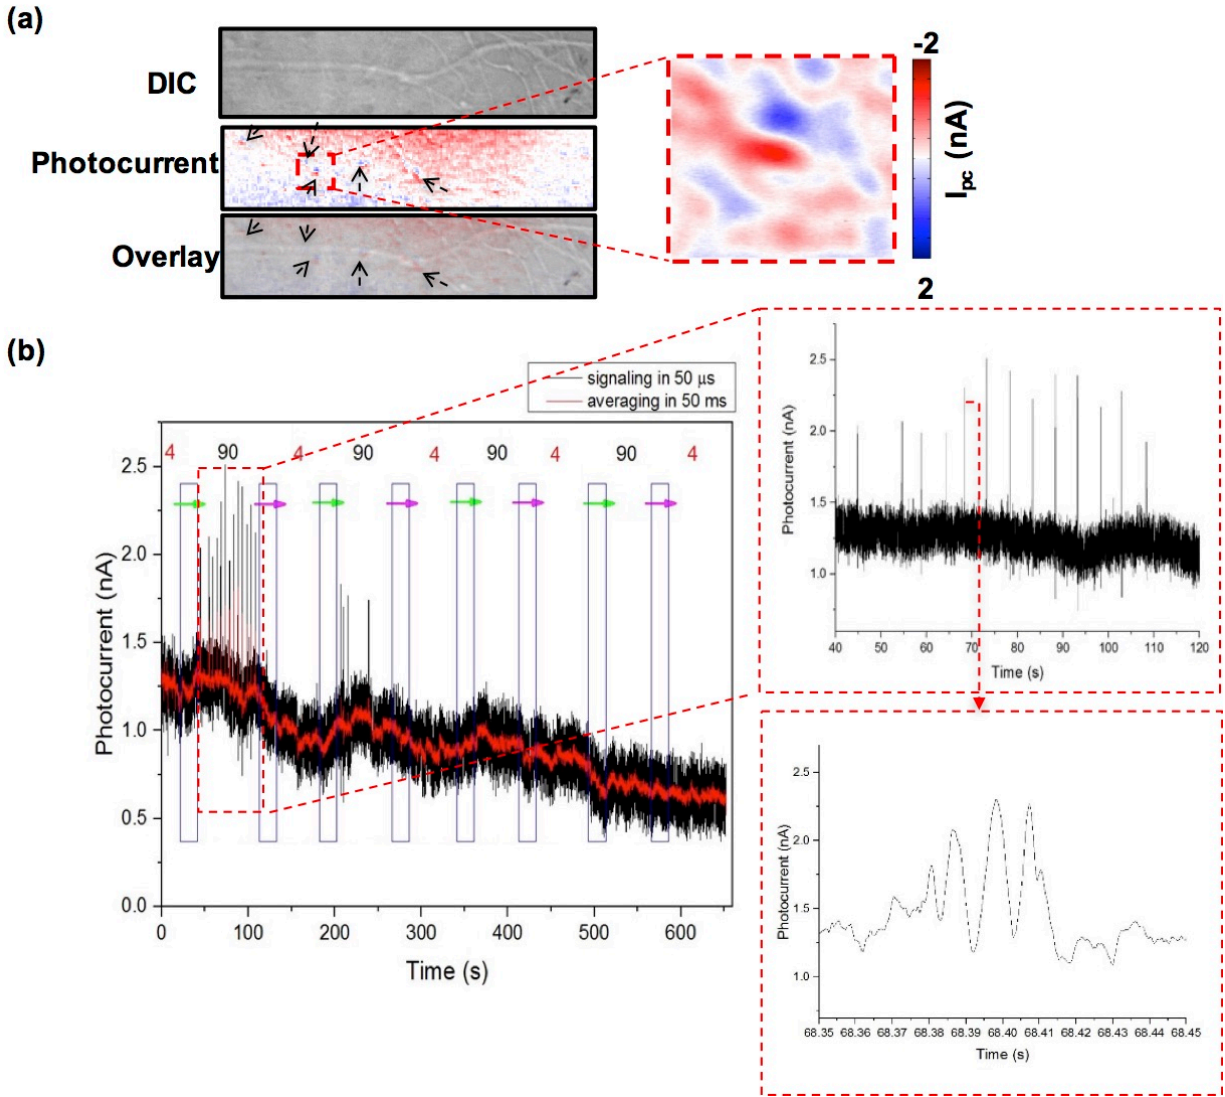 (a)
DIC
Photocurrent
Overlay
-2
I_pc (nA)
2
(b)
signaling in 50 μs
averaging in 50 ms
4 90 4 90 4 90 4 90 4
Photocurrent (nA)
2.5
2.0
1.5
1.0
0.5
0.0
0 100 200 300 400 500 600
Time (s)
Photocurrent (nA)
2.5
2.0
1.5
1.0
40 50 60 70 80 90 100 110 120
Time (s)
Photocurrent (nA)
2.5
2.0
1.5
1.0
68.35 68.36 68.37 68.38 68.39 68.40 68.41 68.42 68.43 68.44 68.45
Time (s)